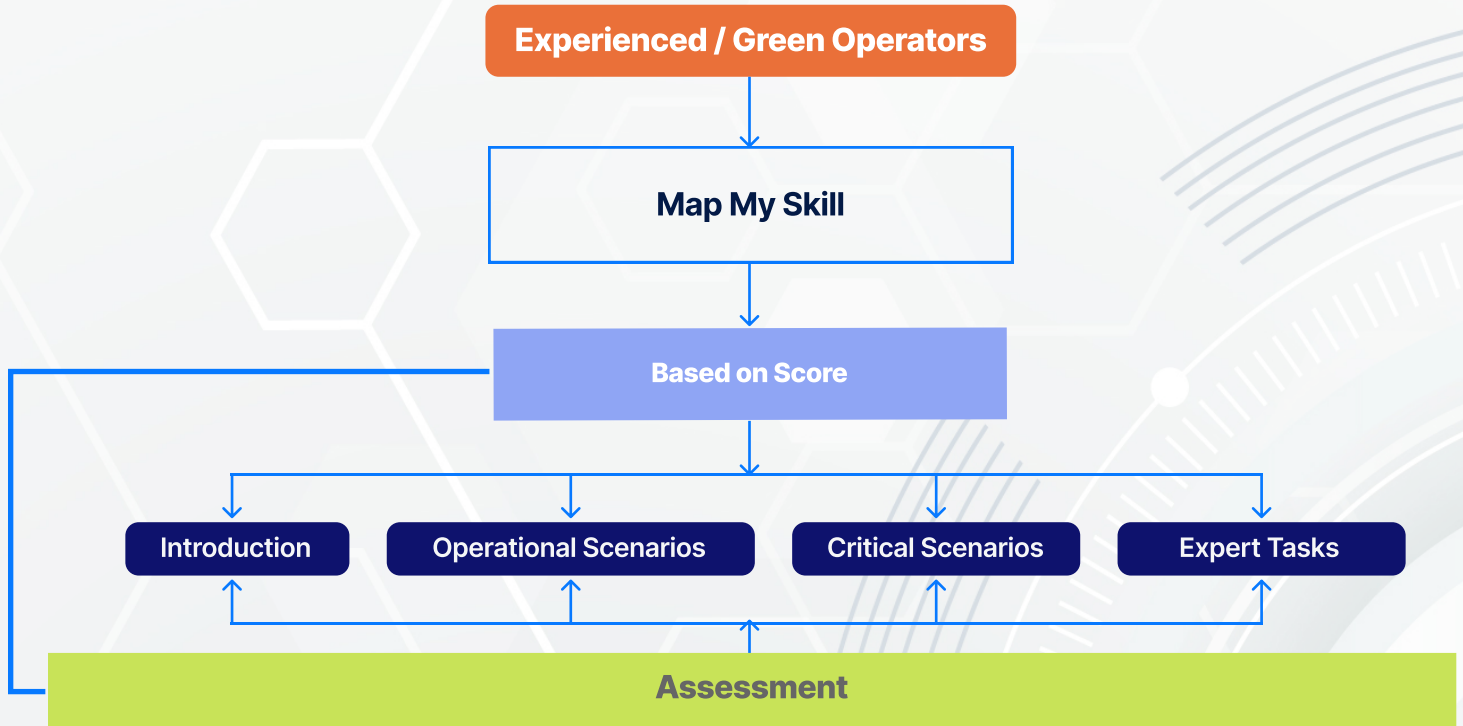 Experienced / Green Operators
Map My Skill
Based on Score
Introduction
Operational Scenarios
Critical Scenarios
Expert Tasks
Assessment